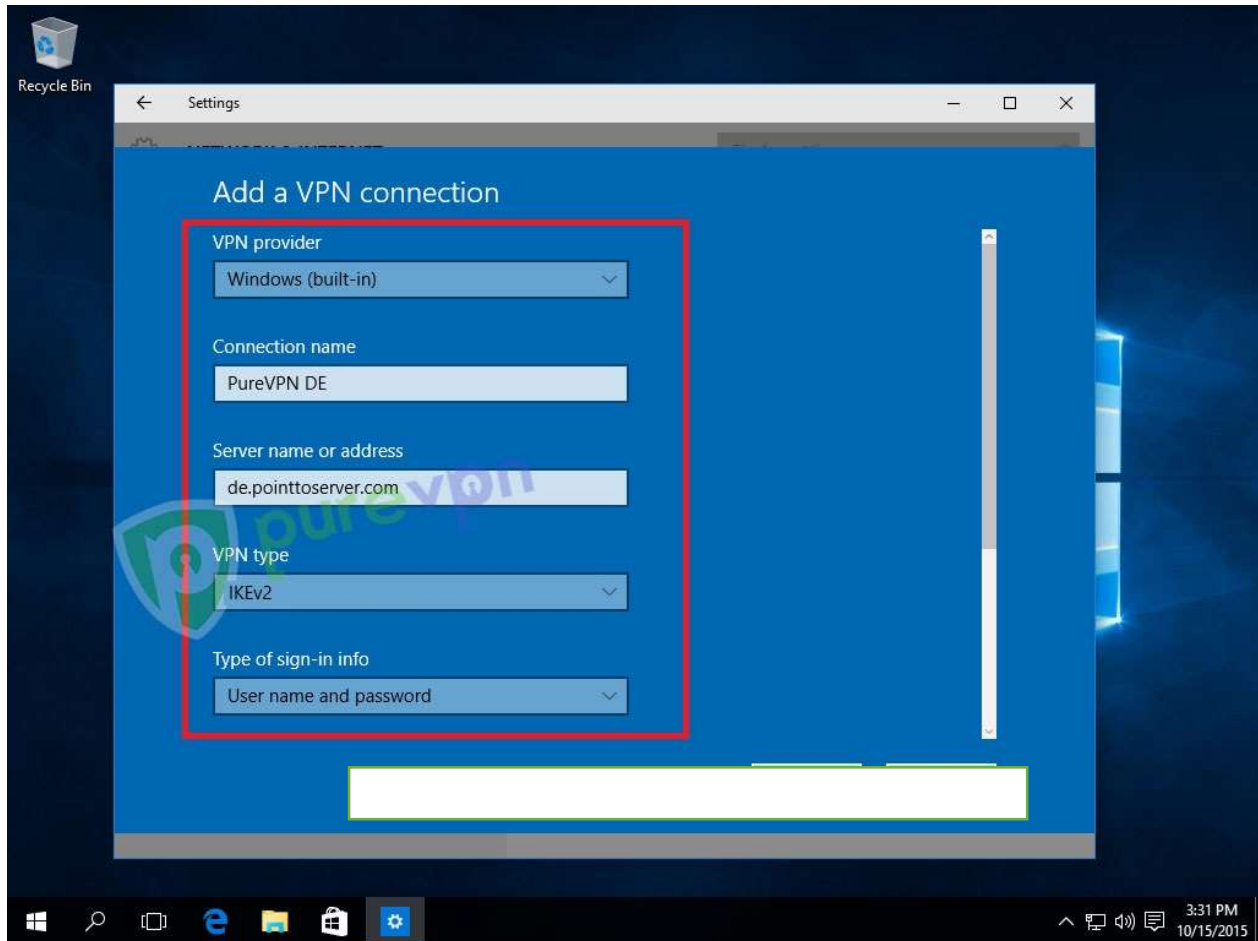 Recycle Bin
Settings
Add a VPN connection
VPN provider
Windows (built-in)
Connection name
PureVPN DE
Server name or address
de.pointtoserver.com
purevpn
VPN type
IKEv2
Type of sign-in info
User name and password
3:31 PM
10/15/2015